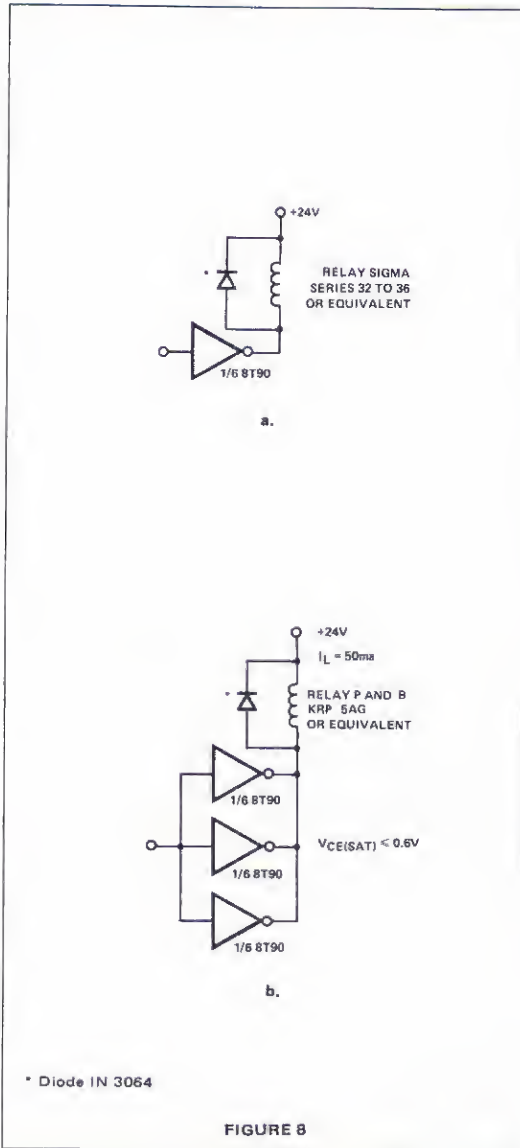 +24V
*
RELAY SIGMA
SERIES 32 TO 36
OR EQUIVALENT
1/6 8T90
a.
+24V
IL = 50ma
*
RELAY P AND B
KRP 5AG
OR EQUIVALENT
1/6 8T90
VCE(SAT) ≤ 0.6V
1/6 8T90
1/6 8T90
b.
* Diode IN 3064
FIGURE 8